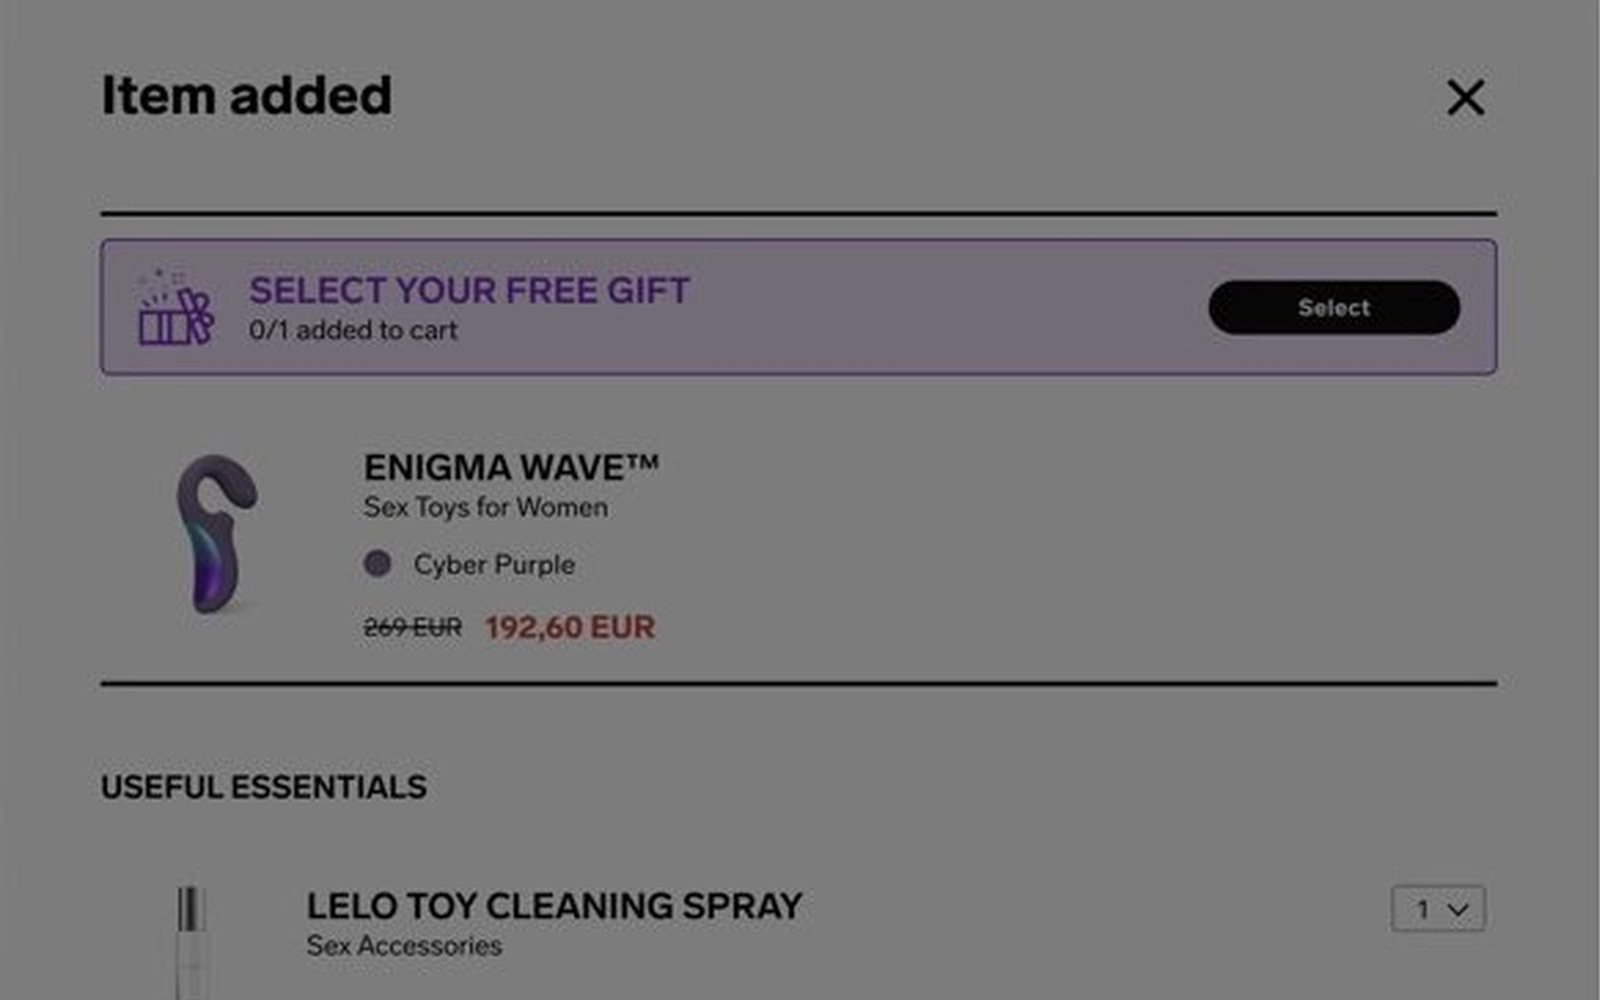 Item added
SELECT YOUR FREE GIFT
0/1 added to cart
Select
ENIGMA WAVE™
Sex Toys for Women
Cyber Purple
269 EUR 192,60 EUR
USEFUL ESSENTIALS
LELO TOY CLEANING SPRAY
1
Sex Accessories